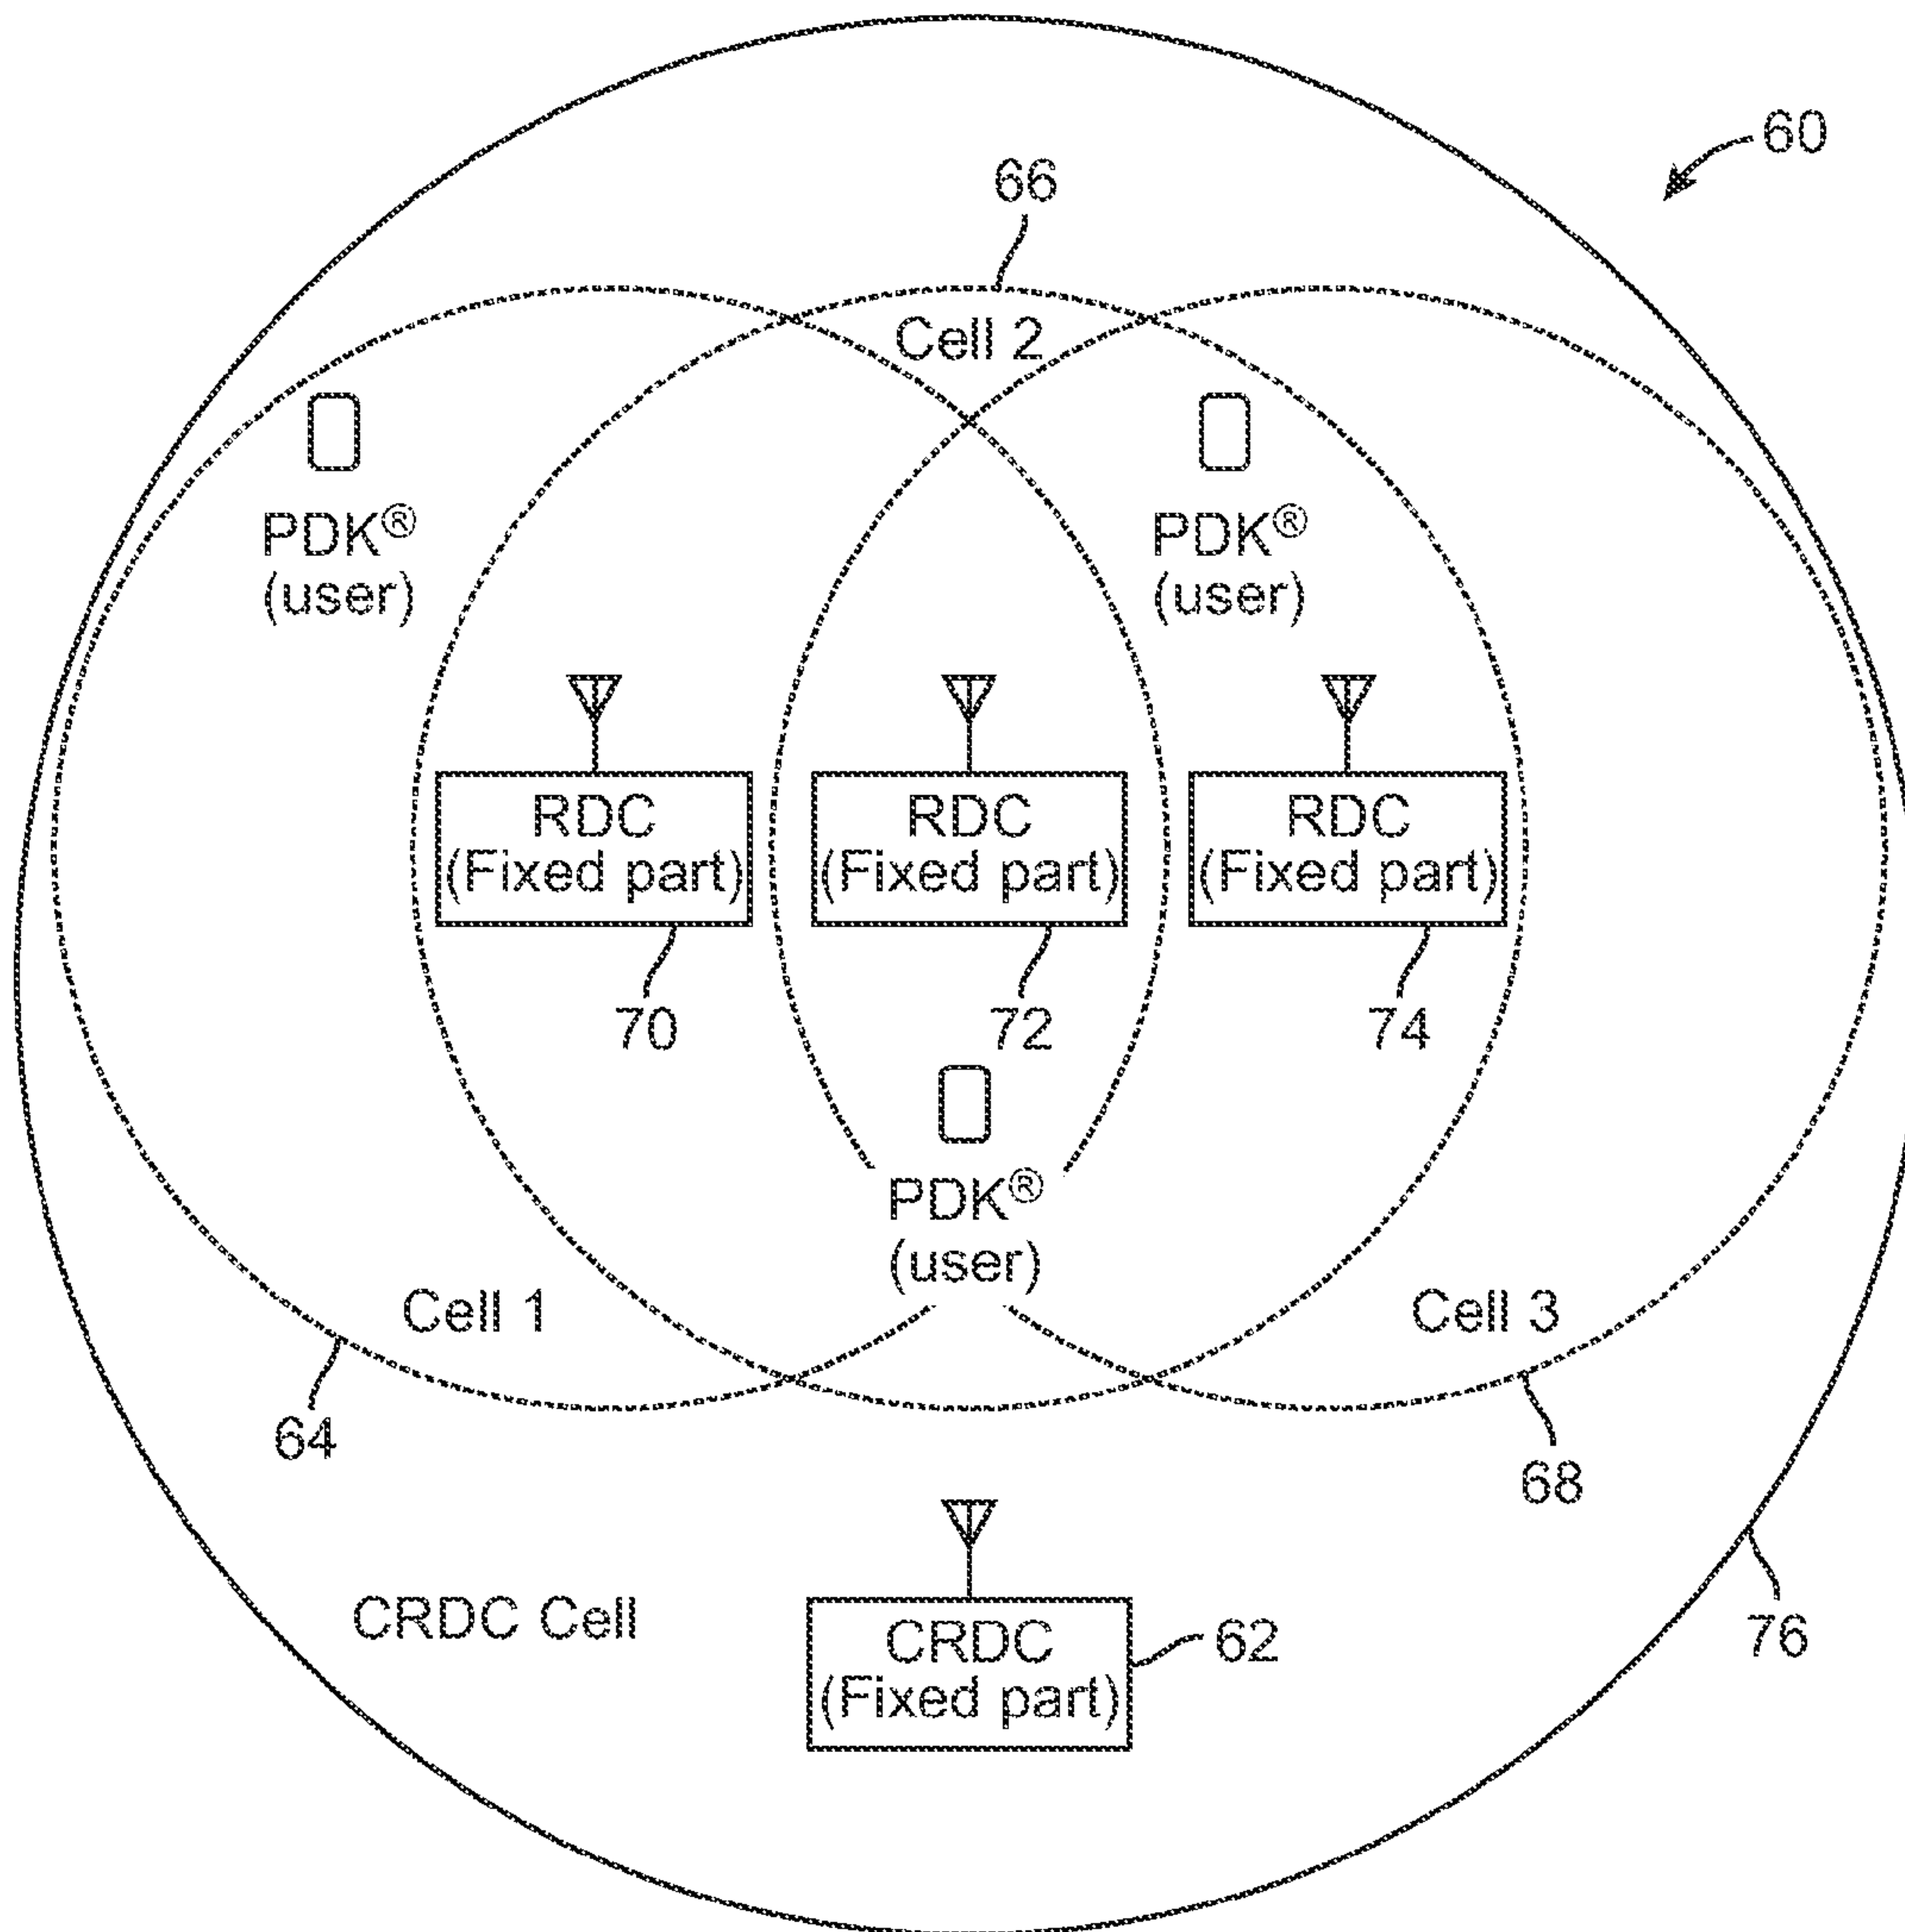 60
66
Cell 2
PDK®
(user)
PDK®
(user)
RDC
(Fixed part)
RDC
(Fixed part)
RDC
(Fixed part)
70
72
74
PDK®
(user)
Cell 1
Cell 3
64
68
CRDC Cell
CRDC
(Fixed part)
62
76